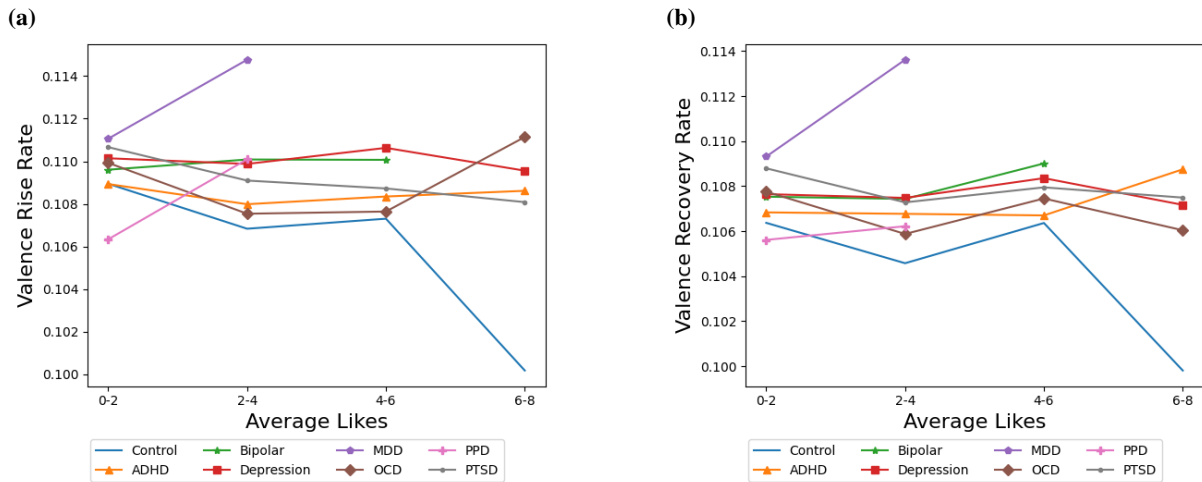 (a)
Valence Rise Rate
0.114
0.112
0.110
0.108
0.106
0.104
0.102
0.100
0-2 2-4 4-6 6-8
Average Likes
Control Bipolar MDD PPD
ADHD Depression OCD PTSD
(b)
Valence Recovery Rate
0.114
0.112
0.110
0.108
0.106
0.104
0.102
0.100
0-2 2-4 4-6 6-8
Average Likes
Control Bipolar MDD PPD
ADHD Depression OCD PTSD